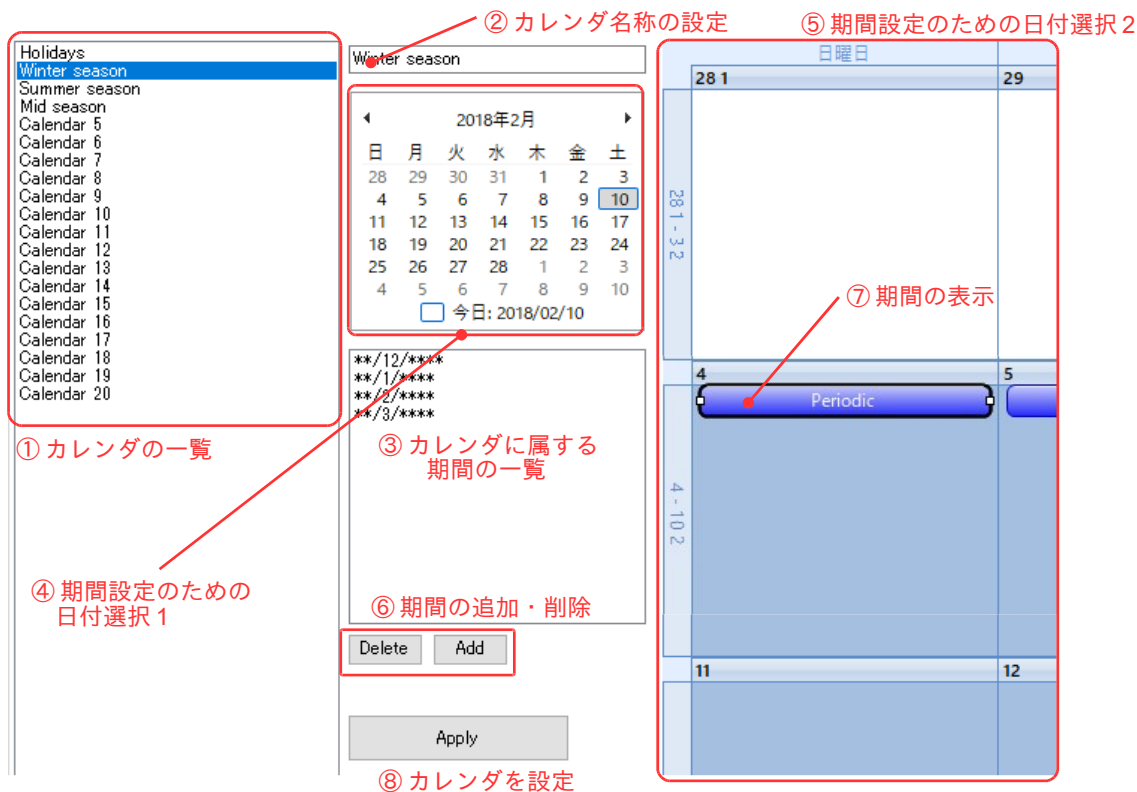 ② カレンダ名称の設定
⑤ 期間設定のための日付選択２
Holidays
Winter season
Summer season
Mid season
Calendar 5
Calendar 6
Calendar 7
Calendar 8
Calendar 9
Calendar 10
Calendar 11
Calendar 12
Calendar 13
Calendar 14
Calendar 15
Calendar 16
Calendar 17
Calendar 18
Calendar 19
Calendar 20
① カレンダの一覧
④ 期間設定のための
日付選択１
Winter season
2018年2月
日 月 火 水 木 金 土
28 29 30 31 1 2 3
4 5 6 7 8 9 10
11 12 13 14 15 16 17
18 19 20 21 22 23 24
25 26 27 28 1 2 3
4 5 6 7 8 9 10
今日: 2018/02/10
**/12/****
**/1/****
**/2/****
**/3/****
③ カレンダに属する
期間の一覧
⑥ 期間の追加・削除
Delete Add
Apply
⑧ カレンダを設定
日曜日
28 1 29
28 1 - 3 2
⑦ 期間の表示
4 5
Periodic
4 - 10 2
11 12